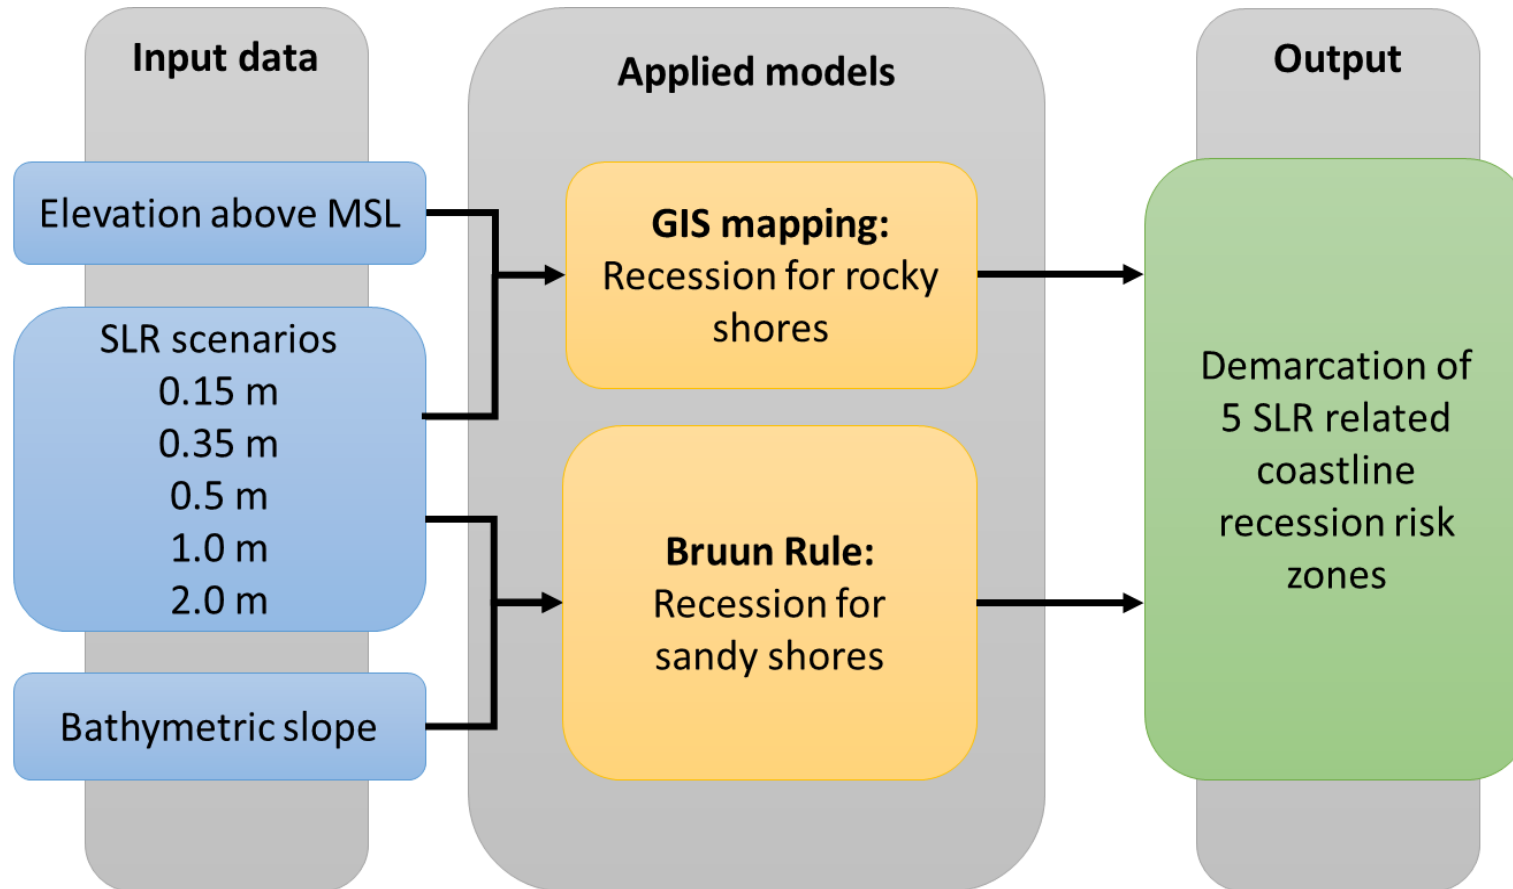 Input data
Elevation above MSL
SLR scenarios
0.15 m
0.35 m
0.5 m
1.0 m
2.0 m
Bathymetric slope
Applied models
GIS mapping:
Recession for rocky
shores
Bruun Rule:
Recession for
sandy shores
Output
Demarcation of
5 SLR related
coastline
recession risk
zones